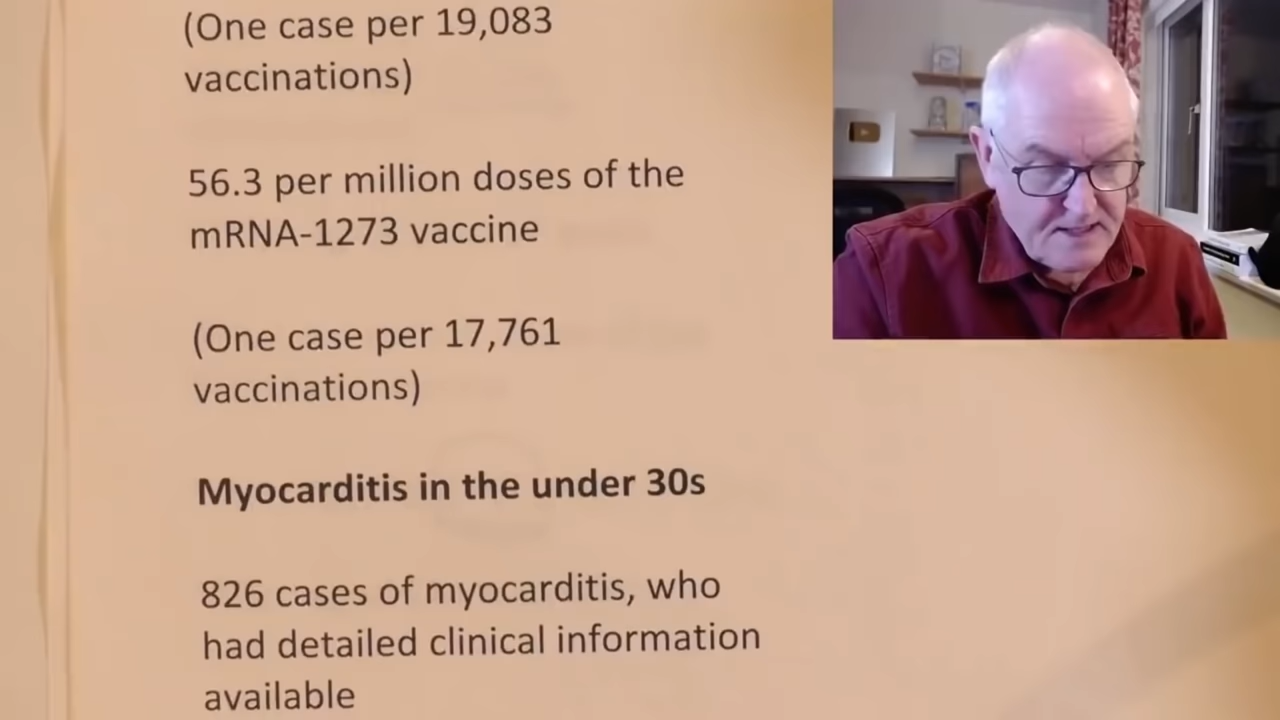 (One case per 19,083
vaccinations)
56.3 per million doses of the
mRNA-1273 vaccine
(One case per 17,761
vaccinations)
Myocarditis in the under 30s
826 cases of myocarditis, who
had detailed clinical information
available